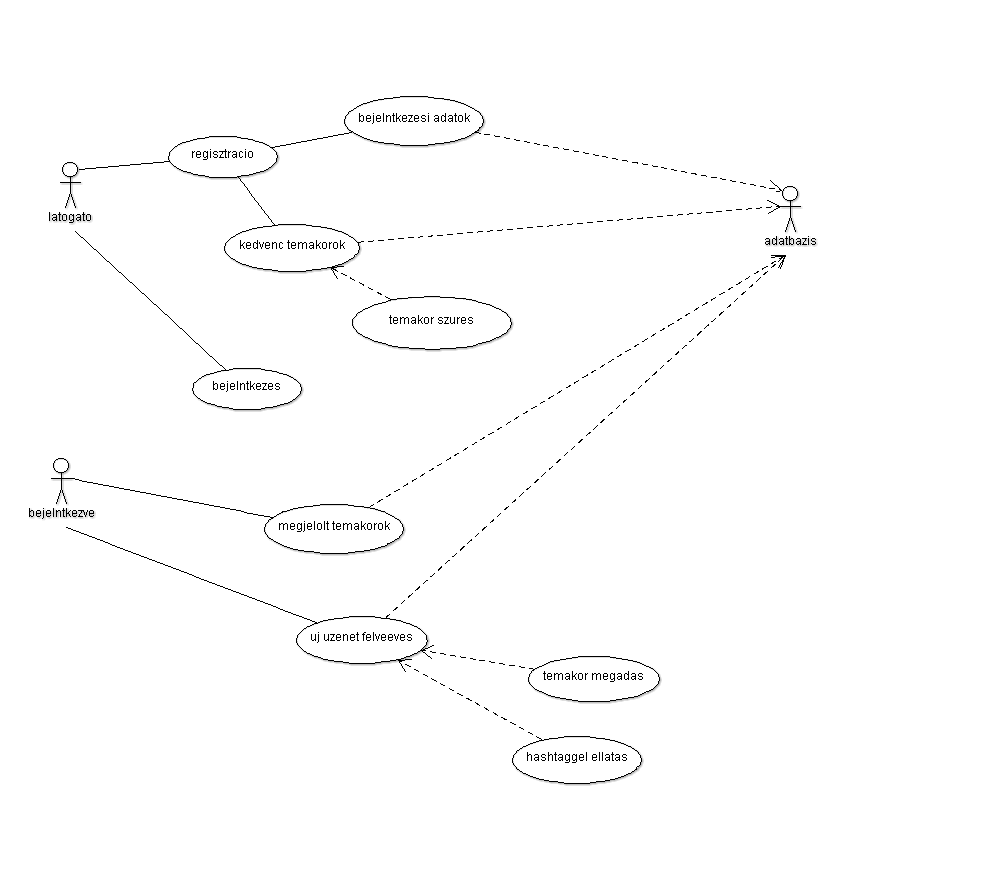 bejelntkezesi adatok
regisztracio
latogato
adatbazis
kedvenc temakorok
temakor szures
bejelntkezes
bejelntkezve
megjelolt temakorok
uj uzenet felveeves
temakor megadas
hashtaggel ellatas